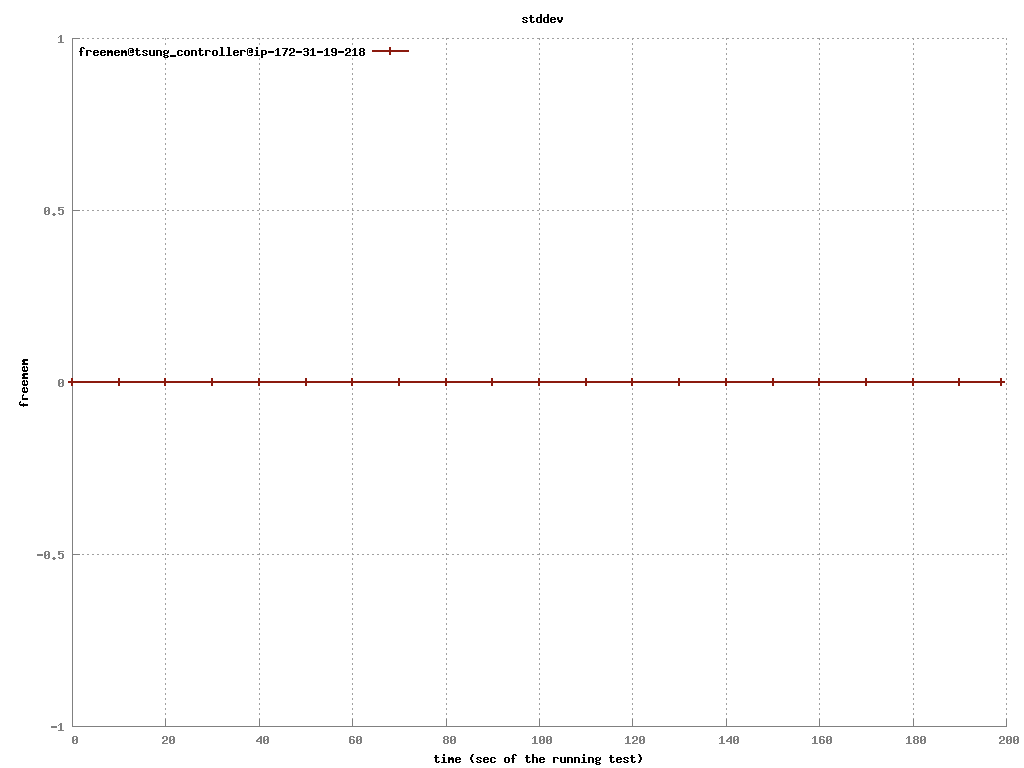 stddev
1
freemem@tsung_controller@ip-172-31-19-218
0.5
freemem
0
-0.5
-1
0 20 40 60 80 100 120 140 160 180 200
time (sec of the running test)